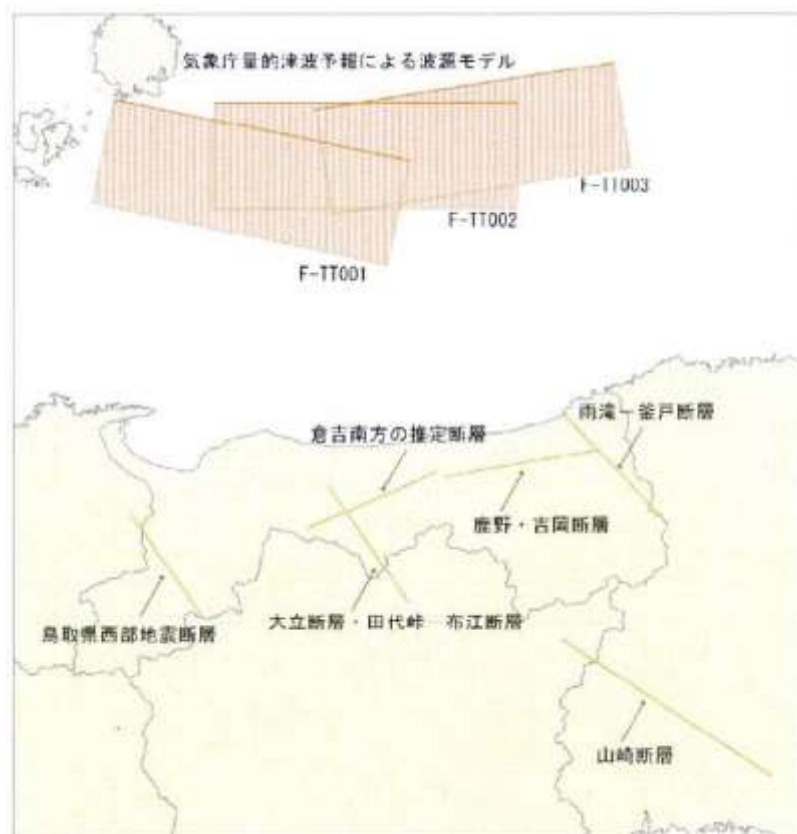 気象庁量的津波予報による波源モデル
F-TT003
F-TT002
F-TT001
雨滝－釜戸断層
倉吉南方の推定断層
鹿野・吉岡断層
鳥取県西部地震断層
大立断層・田代峠－布江断層
山崎断層